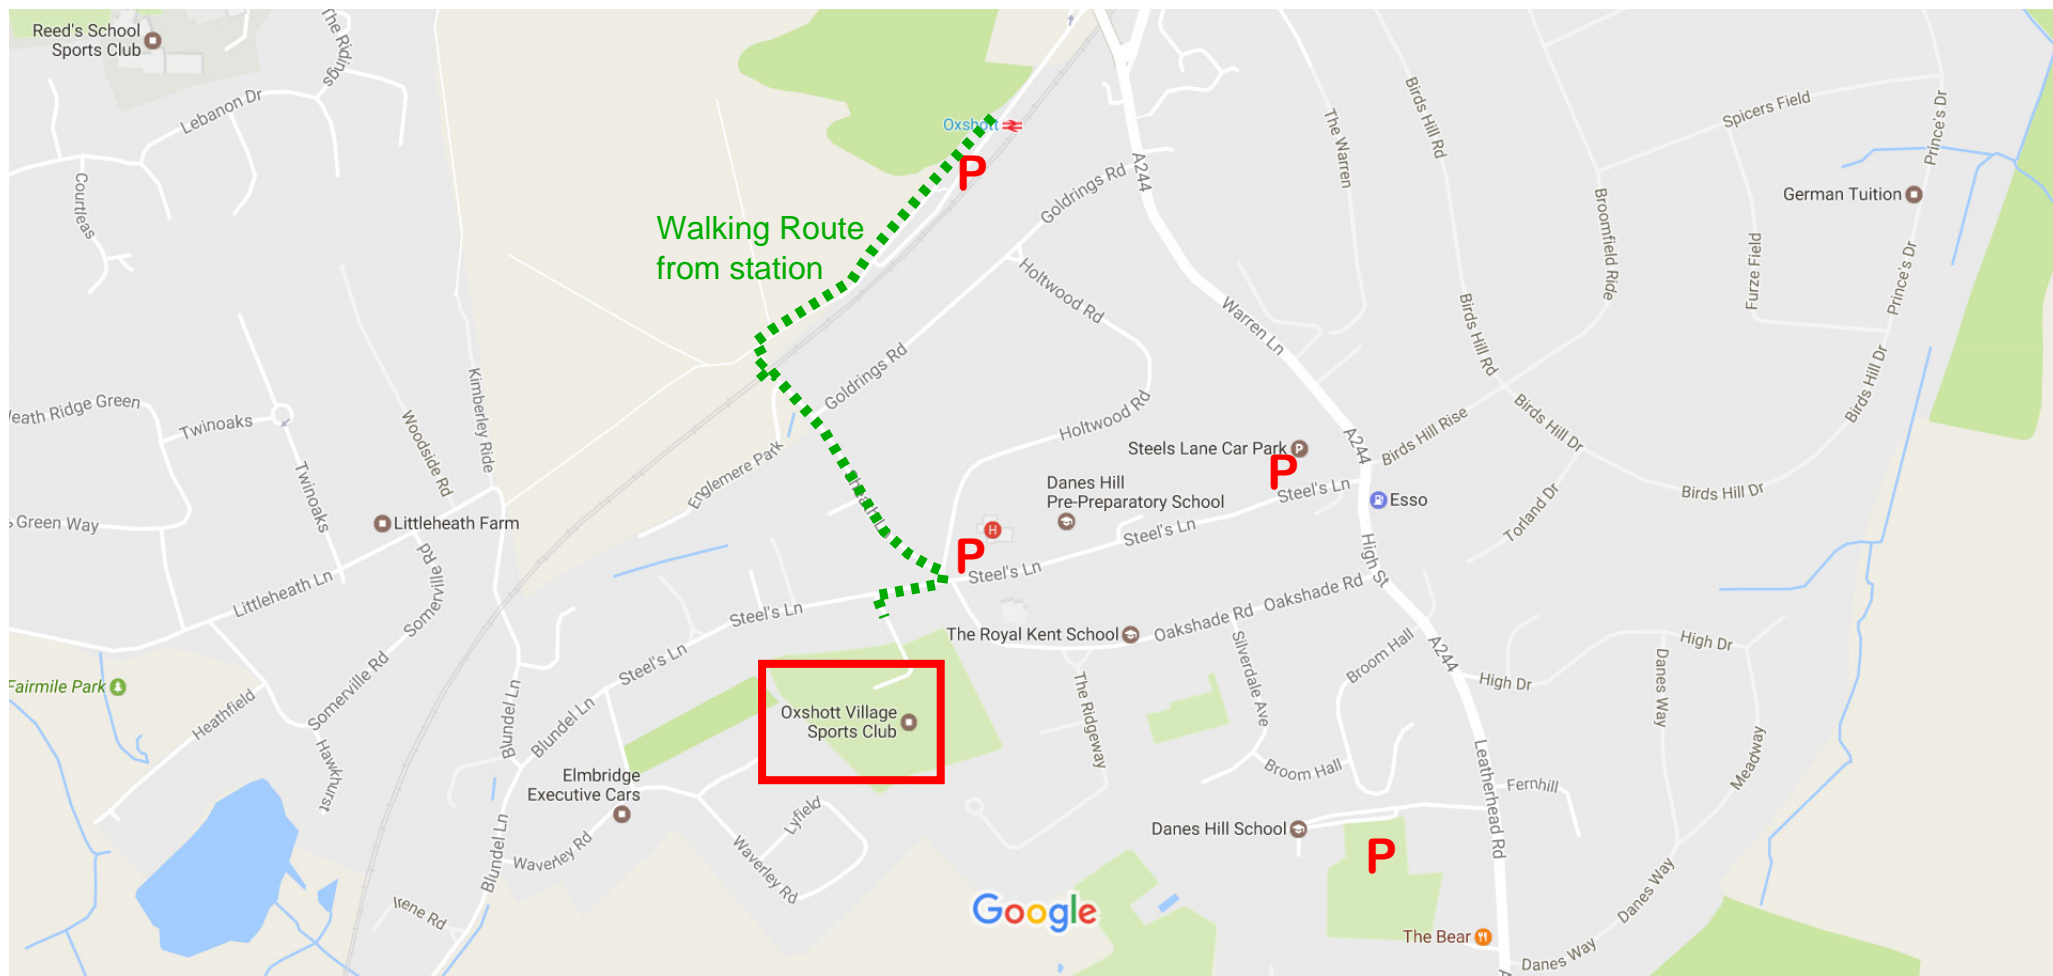 Reed's School
Sports Club
The Ridings
Lebanon Dr
Courtleas
Oxshott
P
A244
Goldrings Rd
The Warren
Birds Hill Rd
Spicers Field
Prince's Dr
German Tuition
Broomfield Ride
Furze Field
Prince's Dr
Walking Route
from station
Holtwood Rd
Warren Ln
Birds Hill Rd
Birds Hill Dr
Goldrings Rd
Kimberley Ride
Heath Ridge Green
Twinoaks
Woodside Rd
Holtwood Rd
Birds Hill Rise
Birds Hill Dr
A244
Steels Lane Car Park
P
P
Englemere Park
Danes Hill
Pre-Preparatory School
Steel's Ln
Esso
Birds Hill Dr
Torland Dr
Twinoaks
s Green Way
Littleheath Farm
H
Steel's Ln
High St
Somerville Rd
Littleheath Ln
P
Steel's Ln
Oakshade Rd
Steel's Ln
The Royal Kent School
Oakshade Rd
Silverdale Ave
Broom Hall
A244
High Dr
High Dr
Danes Way
Steel's Ln
Somerville Rd
Fairmile Park
Heathfield
Blundel Ln
Blundel Ln
The Ridgeway
Oxshott Village
Sports Club
Hawkhurst
Broom Hall
Leatherhead Rd
Meadway
Fernhill
Elmbridge
Executive Cars
Lyfield
Danes Hill School
P
Blundel Ln
Waverley Rd
Waverley Rd
Irene Rd
Google
The Bear
Danes Way
Danes Way